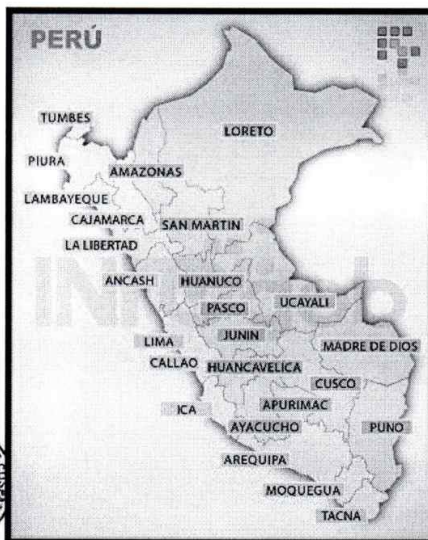 PERÚ
TUMBES
LORETO
PIURA
AMAZONAS
LAMBAYEQUE
CAJAMARCA
SAN MARTIN
LA LIBERTAD
ANCASH
HUANUCO
UCAYALI
PASCO
LIMA
JUNIN
MADRE DE DIOS
CALLAO
HUANCAVELICA
CUSCO
ICA
APURIMAC
AYACUCHO
PUNO
AREQUIPA
MOQUEGUA
TACNA